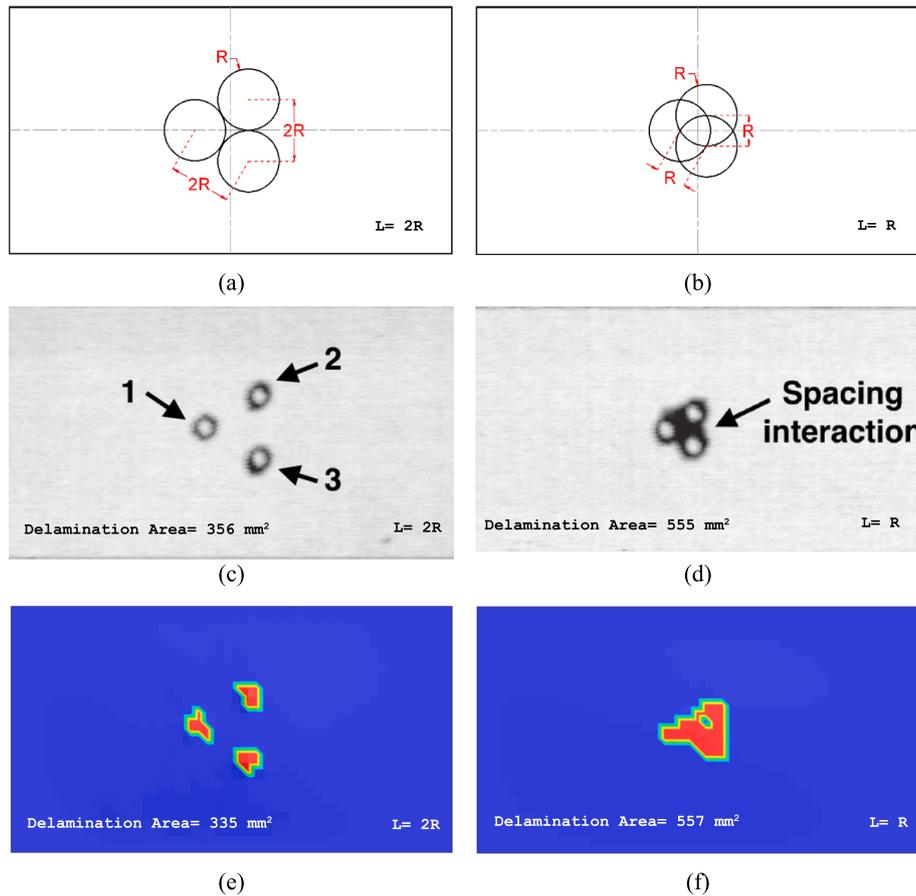 R
2R
2R
L= 2R
(a)
R
R
R
L= R
(b)
1
2
3
Delamination Area= 356 mm²
L= 2R
(c)
Spacing
interaction
Delamination Area= 555 mm²
L= R
(d)
Delamination Area= 335 mm²
L= 2R
(e)
Delamination Area= 557 mm²
L= R
(f)